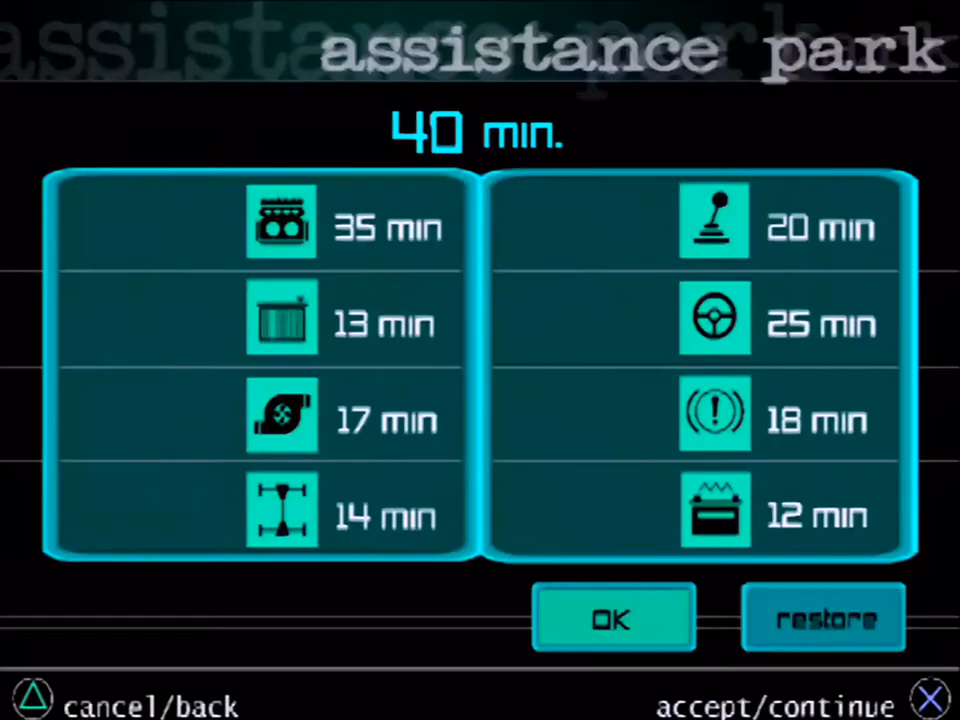 assistance park
40 min.
35 min
20 min
13 min
25 min
17 min
18 min
14 min
12 min
OK
restore
cancel/back
accept/continue